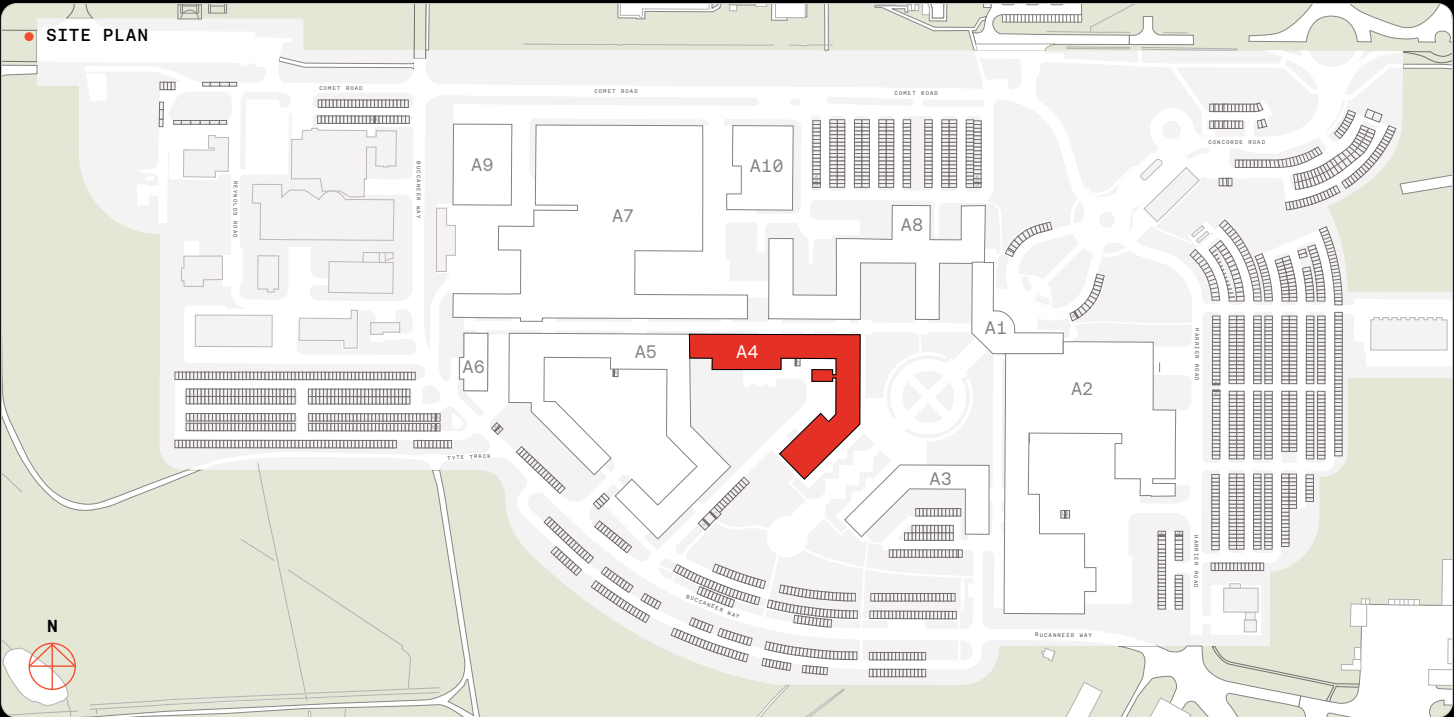 SITE PLAN
COMET ROAD
COMET ROAD
COMET ROAD
CONCORDE ROAD
REYNOLDS ROAD
BUCCANEER WAY
A9
A7
A10
A8
A1
A6
A5
A4
A2
A3
HARRIER ROAD
TYTE TRACK
HARRIER ROAD
BUCCANEER WAY
BUCANNEER WAY
N